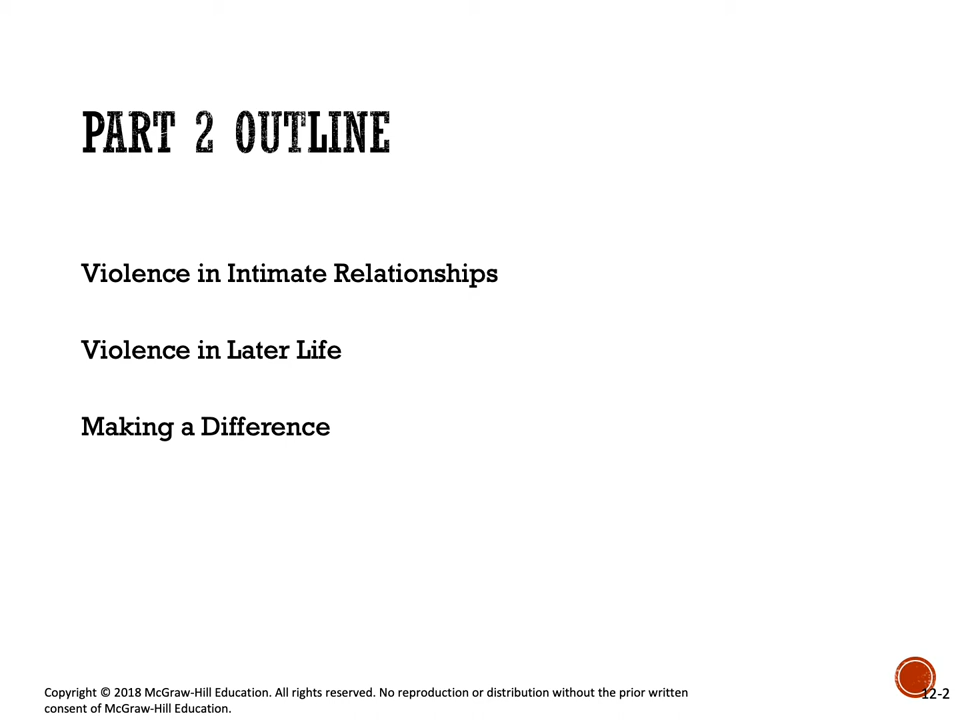 PART 2 OUTLINE
Violence in Intimate Relationships
Violence in Later Life
Making a Difference
Copyright © 2018 McGraw-Hill Education. All rights reserved. No reproduction or distribution without the prior written
consent of McGraw-Hill Education.
12-2